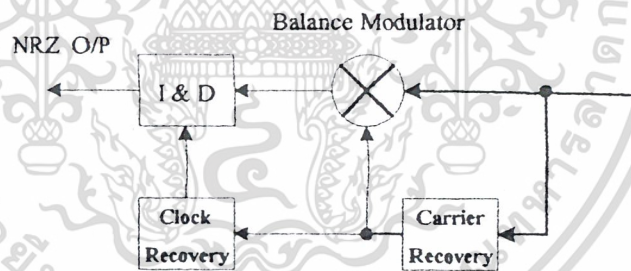 Balance Modulator
NRZ O/P
I & D
Clock
Recovery
Carrier
Recovery